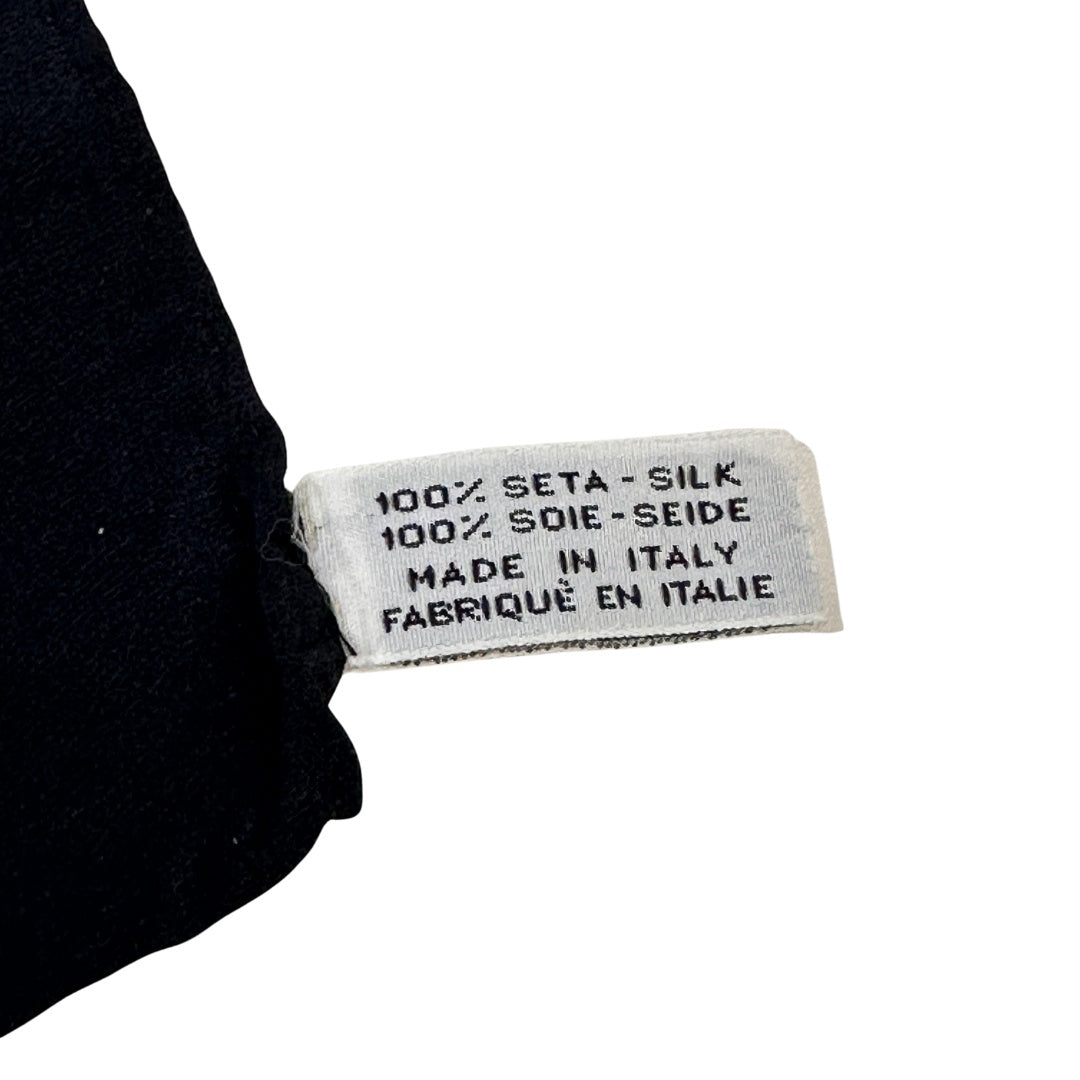 100% SETA - SILK
100% SOIE - SEIDE
MADE IN ITALY
FABRIQUÈ EN ITALIE